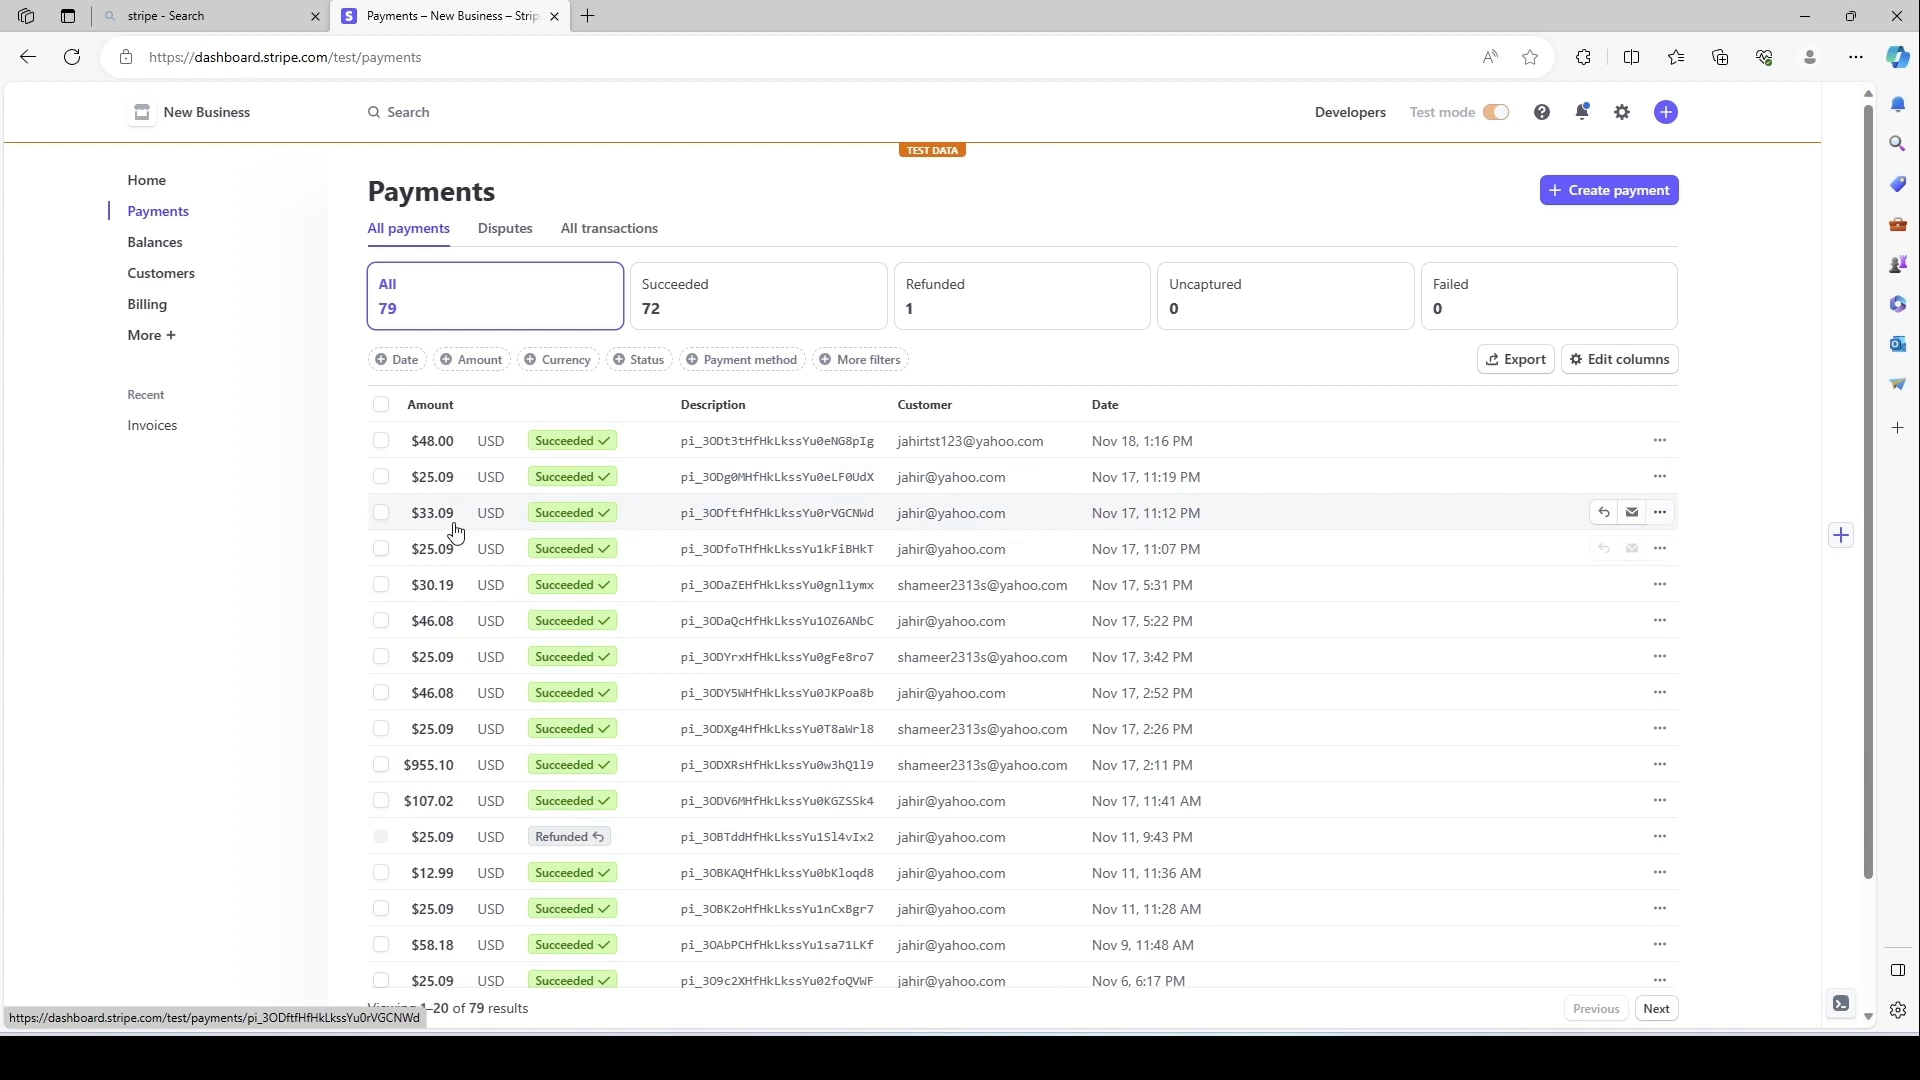 stripe - Search
Payments – New Business – Strip
https://dashboard.stripe.com/test/payments
New Business
Search
Developers
Test mode
TEST DATA
Home
Payments
Balances
Customers
Billing
More +
Recent
Invoices
Payments
+ Create payment
All payments Disputes All transactions
All Succeeded Refunded Uncaptured Failed
79 72 1 0 0
Date Amount Currency Status Payment method More filters
Export Edit columns
Amount Description Customer Date
$48.00 USD Succeeded pi_3ODt3tHfHkLkssYu0eNG8pIg jahirtst123@yahoo.com Nov 18, 1:16 PM
$25.09 USD Succeeded pi_3ODg0MHfHkLkssYu0eLF0UdX jahir@yahoo.com Nov 17, 11:19 PM
$33.09 USD Succeeded pi_3ODftfHfHkLkssYu0rVGCNWd jahir@yahoo.com Nov 17, 11:12 PM
$25.09 USD Succeeded pi_3ODfoTHfHkLkssYu1kFiBHkT jahir@yahoo.com Nov 17, 11:07 PM
$30.19 USD Succeeded pi_3ODaZEHfHkLkssYu0gnl1ymx shameer2313s@yahoo.com Nov 17, 5:31 PM
$46.08 USD Succeeded pi_3ODaQcHfHkLkssYu1OZ6ANbC jahir@yahoo.com Nov 17, 5:22 PM
$25.09 USD Succeeded pi_3ODYrxHfHkLkssYu0gFe8ro7 shameer2313s@yahoo.com Nov 17, 3:42 PM
$46.08 USD Succeeded pi_3ODY5WHfHkLkssYu0JKPoa8b jahir@yahoo.com Nov 17, 2:52 PM
$25.09 USD Succeeded pi_3ODXg4HfHkLkssYu0T8aWrl8 shameer2313s@yahoo.com Nov 17, 2:26 PM
$955.10 USD Succeeded pi_3ODXRsHfHkLkssYu0w3hQ1l9 shameer2313s@yahoo.com Nov 17, 2:11 PM
$107.02 USD Succeeded pi_3ODV6MHfHkLkssYu0KGZSSk4 jahir@yahoo.com Nov 17, 11:41 AM
$25.09 USD Refunded pi_3OBTddHfHkLkssYu1Sl4vIx2 jahir@yahoo.com Nov 11, 9:43 PM
$12.99 USD Succeeded pi_3OBKAQHfHkLkssYu0bKloqd8 jahir@yahoo.com Nov 11, 11:36 AM
$25.09 USD Succeeded pi_3OBK2oHfHkLkssYu1nCxBgr7 jahir@yahoo.com Nov 11, 11:28 AM
$58.18 USD Succeeded pi_3OAbPCHfHkLkssYu1sa71LKf jahir@yahoo.com Nov 9, 11:48 AM
$25.09 USD Succeeded pi_3O9c2XHfHkLkssYu02foQVWF jahir@yahoo.com Nov 6, 6:17 PM
Viewing 1–20 of 79 results
Previous Next
https://dashboard.stripe.com/test/payments/pi_3ODftfHfHkLkssYu0rVGCNWd